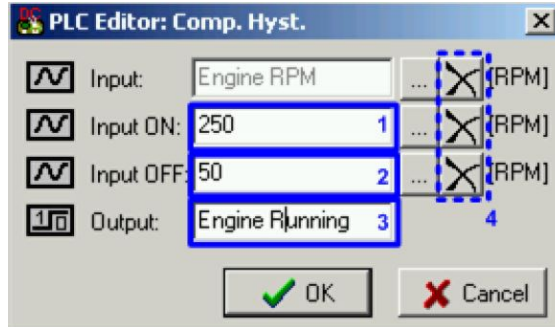 PLC Editor: Comp. Hyst.
Input: Engine RPM ... [RPM]
Input ON: 250 1 ... [RPM]
Input OFF: 50 2 ... [RPM]
Output: Engine Running 3 4
OK Cancel